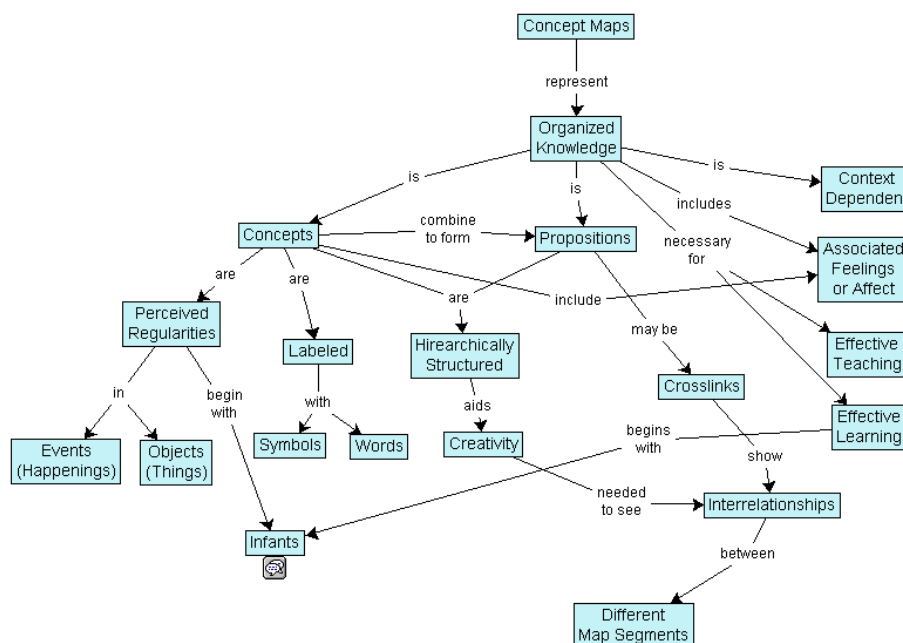 Concept Maps
represent
Organized
Knowledge
is
is
is
includes
Context
Dependent
necessary
for
Concepts
combine
to form
Propositions
Associated
Feelings
or Affect
are
are
are
include
Perceived
Regularities
Labeled
Hirearchically
Structured
may be
Effective
Teaching
Crosslinks
in
begin
with
with
aids
Effective
Learning
Events
(Happenings)
Objects
(Things)
Symbols
Words
Creativity
begins
with
show
needed
to see
Interrelationships
Infants
between
Different
Map Segments